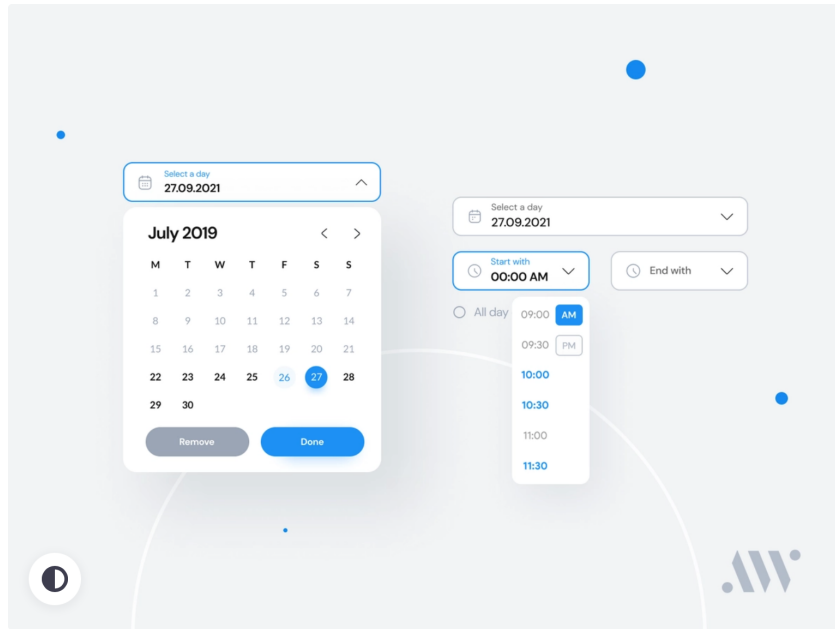 Select a day
27.09.2021
July 2019
M T W T F S S
1 2 3 4 5 6 7
8 9 10 11 12 13 14
15 16 17 18 19 20 21
22 23 24 25 26 27 28
29 30
Remove Done
Select a day
27.09.2021
Start with
00:00 AM
End with
All day
09:00 AM
09:30 PM
10:00
10:30
11:00
11:30
AW